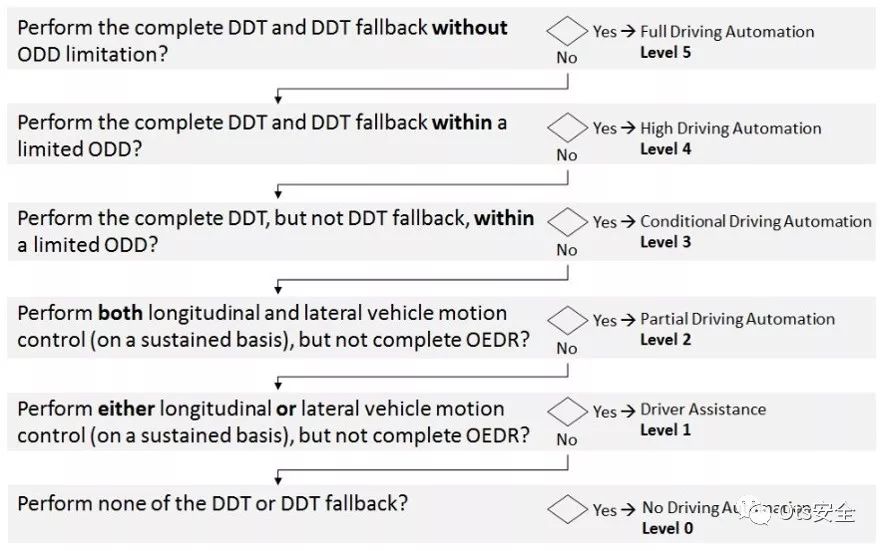 Perform the complete DDT and DDT fallback without
ODD limitation?
Yes → Full Driving Automation
Level 5
No
Perform the complete DDT and DDT fallback within a
limited ODD?
Yes → High Driving Automation
Level 4
No
Perform the complete DDT, but not DDT fallback, within
a limited ODD?
Yes → Conditional Driving Automation
Level 3
No
Perform both longitudinal and lateral vehicle motion
control (on a sustained basis), but not complete OEDR?
Yes → Partial Driving Automation
Level 2
No
Perform either longitudinal or lateral vehicle motion
control (on a sustained basis), but not complete OEDR?
Yes → Driver Assistance
Level 1
No
Perform none of the DDT or DDT fallback?
Yes → No Driving Automation
Level 0
Ots安全